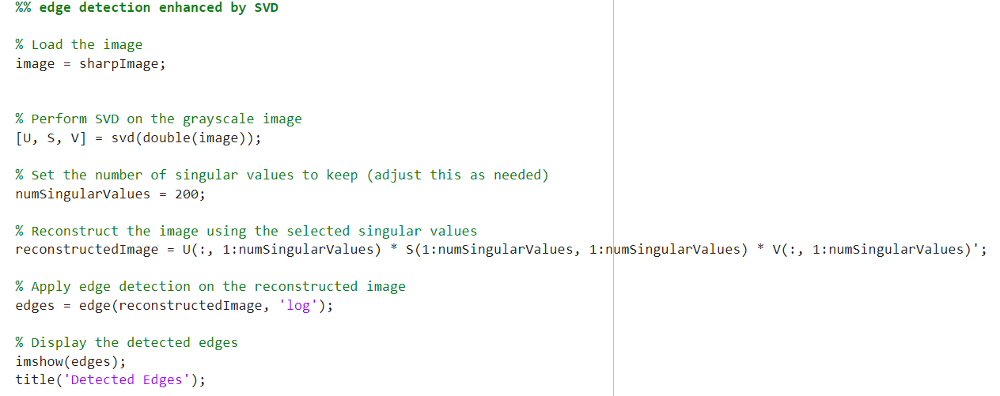 %% edge detection enhanced by SVD
% Load the image
image = sharpImage;
% Perform SVD on the grayscale image
[U, S, V] = svd(double(image));
% Set the number of singular values to keep (adjust this as needed)
numSingularValues = 200;
% Reconstruct the image using the selected singular values
reconstructedImage = U(:, 1:numSingularValues) * S(1:numSingularValues, 1:numSingularValues) * V(:, 1:numSingularValues)';
% Apply edge detection on the reconstructed image
edges = edge(reconstructedImage, 'log');
% Display the detected edges
imshow(edges);
title('Detected Edges');